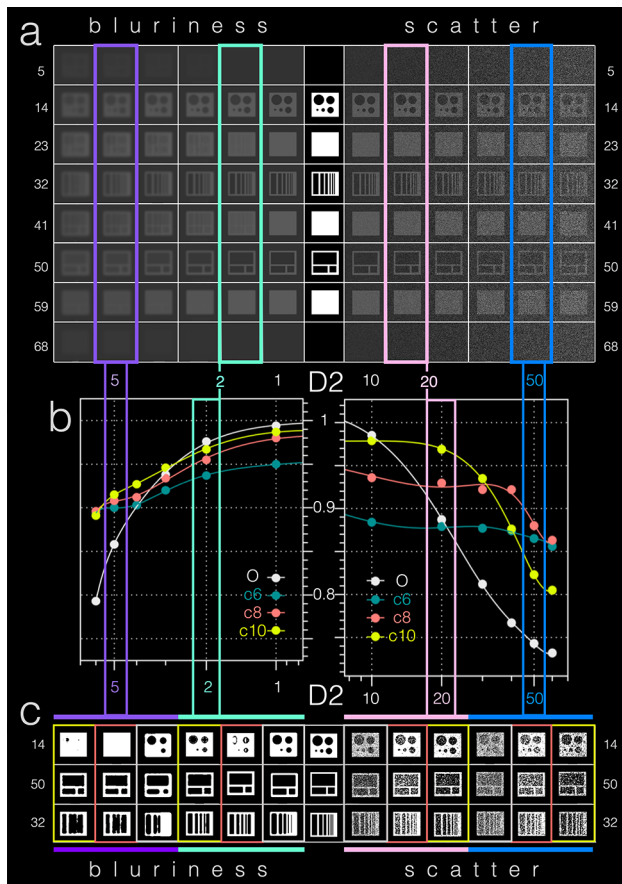 a
bluriness scatter
5 5
14 14
23 23
32 32
41 41
50 50
59 59
68 68
5 2 1 D2 10 20 50
b
1
0.9
0.8
O
c6
c8
c10
O
c6
c8
c10
5 2 1 D2 10 20 50
c
14 14
50 50
32 32
bluriness scatter